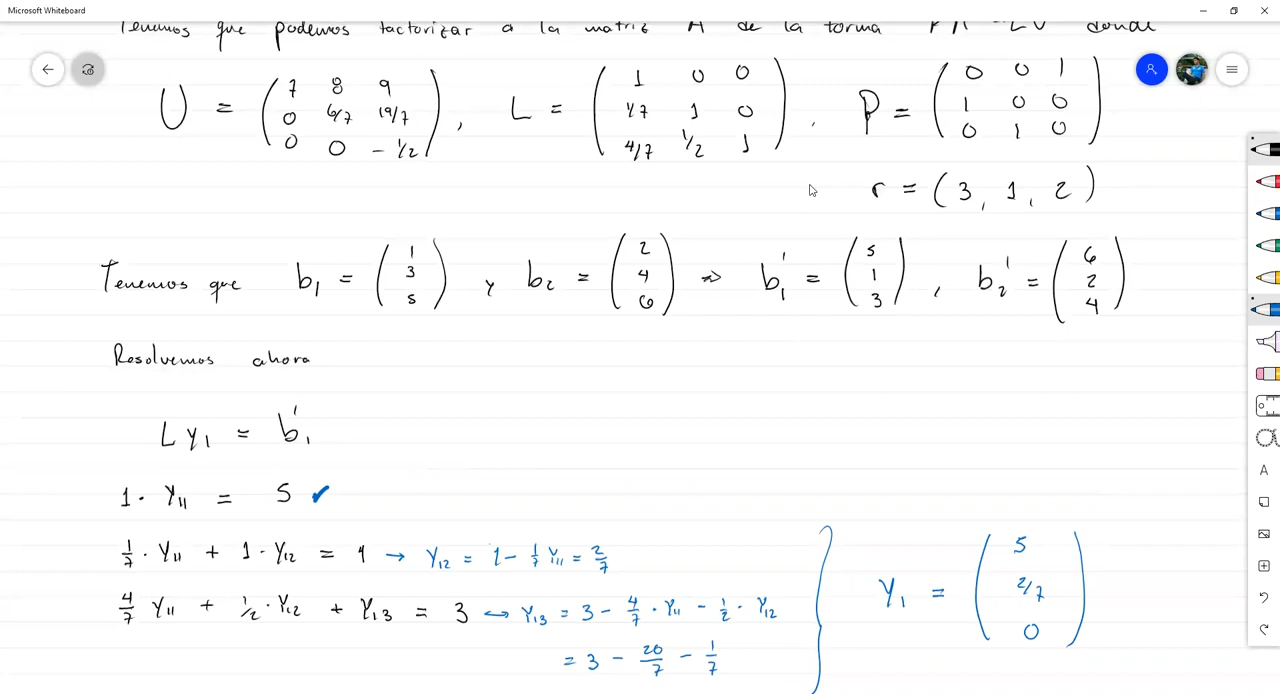 Microsoft Whiteboard
Tenemos que podemos factorizar a la matriz A de la forma PA = LU donde
U = ( 7 8 9 ; 0 6/7 19/7 ; 0 0 -1/2 ) , L = ( 1 0 0 ; 1/7 1 0 ; 4/7 1/2 1 ) , P = ( 0 0 1 ; 1 0 0 ; 0 1 0 )
r = ( 3, 1, 2 )
Tenemos que b₁ = ( 1 ; 3 ; 5 ) y b₂ = ( 2 ; 4 ; 6 ) ⇒ b₁' = ( 5 ; 1 ; 3 ) , b₂' = ( 6 ; 2 ; 4 )
Resolvemos ahora
L y₁ = b₁'
1 · y₁₁ = 5 ✓
1/7 · y₁₁ + 1 · y₁₂ = 1 → y₁₂ = 1 - 1/7 y₁₁ = 2/7
4/7 y₁₁ + 1/2 · y₁₂ + y₁₃ = 3 ↔ y₁₃ = 3 - 4/7 · y₁₁ - 1/2 · y₁₂
= 3 - 20/7 - 1/7
y₁ = ( 5 ; 2/7 ; 0 )
A